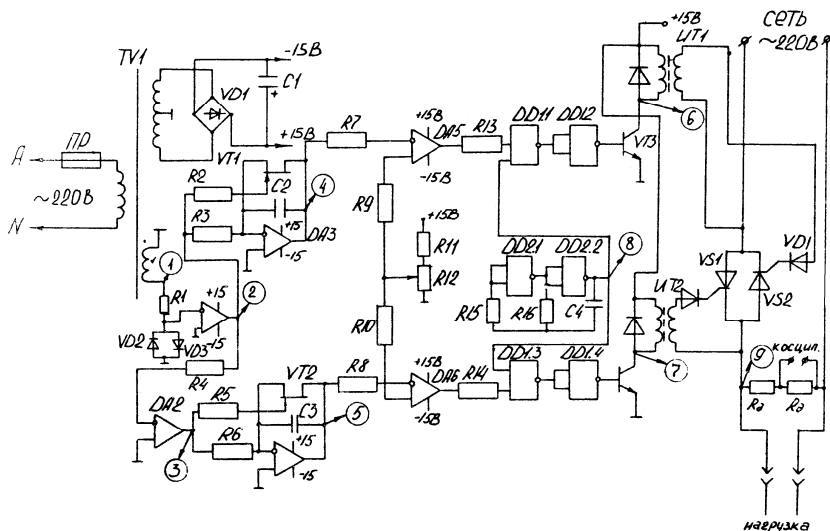 СЕТЬ
~220В
+15В
UT1
TV1
-15В
C1
+
VD1
+15В
ПР
A
~220В
N
VT1
R2
C2
4
R3
+15
DA3
-15
R7
+15В
DA5
-15В
R13
DD1.1
DD1.2
VT3
6
R9
+15В
R11
R12
R10
DD2.1
DD2.2
8
R15
R16
C4
VS1
VD1
VS2
UT2
1
2
R1
+15
-15
VD2
VD3
R4
VT2
R8
+15В
DA6
-15В
R14
DD1.3
DD1.4
7
9
косцил.
Rд
Rд
DA2
R5
R6
C3
+15
-15
5
3
нагрузка